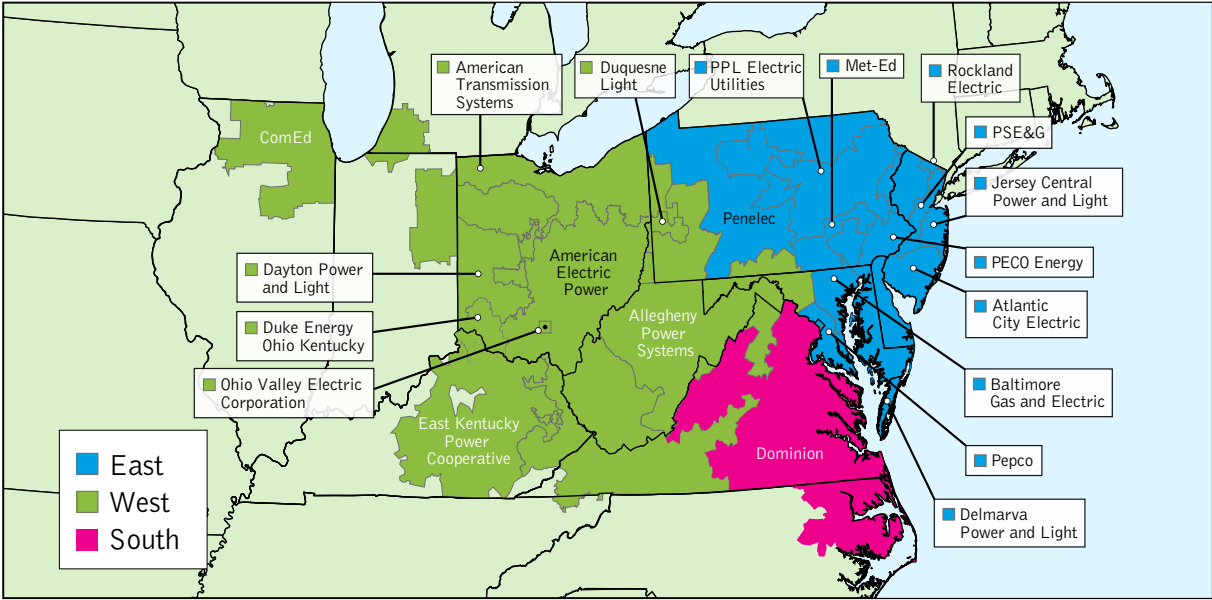 American
Transmission
Systems
Duquesne
Light
PPL Electric
Utilities
Met-Ed
Rockland
Electric
ComEd
PSE&G
Jersey Central
Power and Light
Penelec
PECO Energy
American
Electric
Power
Dayton Power
and Light
Atlantic
City Electric
Duke Energy
Ohio Kentucky
Allegheny
Power
Systems
Ohio Valley Electric
Corporation
Baltimore
Gas and Electric
East Kentucky
Power
Cooperative
Dominion
Pepco
Delmarva
Power and Light
East
West
South